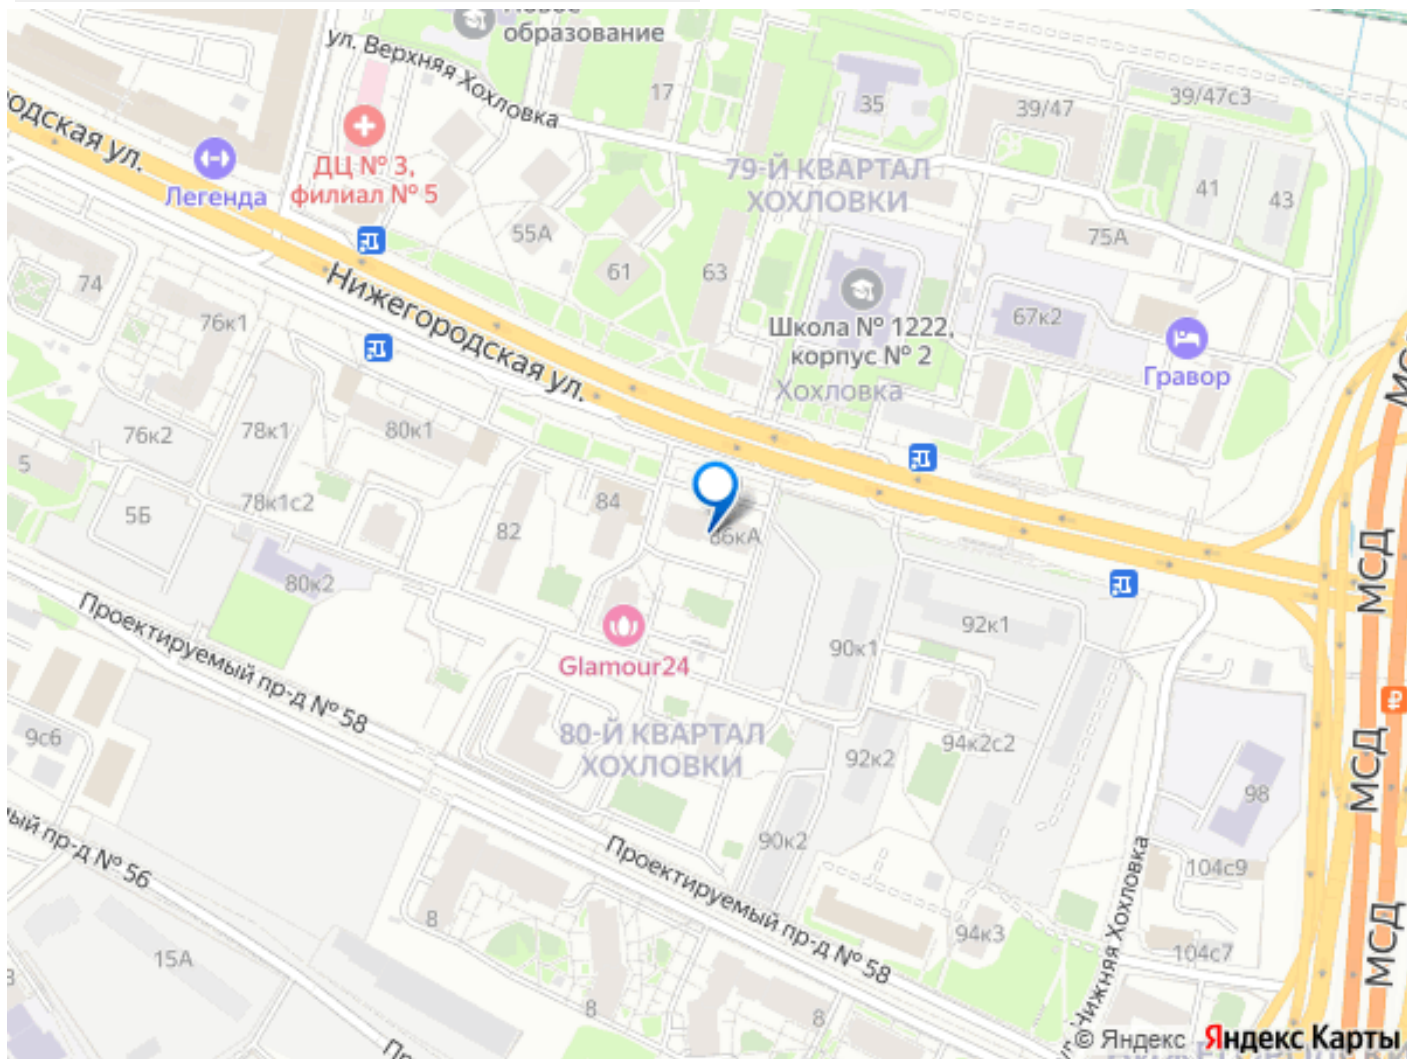 образование
ул. Верхняя Хохловка
17
35
39/47
39/47с3
ДЦ № 3,
филиал № 5
Легенда
79-Й КВАРТАЛ
ХОХЛОВКИ
41
43
55А
75А
61
63
74
76к1
Нижегородская ул.
Школа № 1222,
корпус № 2
67к2
Хохловка
Гравор
76к2
78к1
80к1
5
78к1с2
84
5Б
82
86кА
МСД
МСД
80к2
Проектируемый пр-д № 58
92к1
90к1
Glamour24
80-Й КВАРТАЛ
ХОХЛОВКИ
9с6
94к2с2
92к2
МСД
98
90к2
Проектируемый пр-д № 58
104с9
пр-д № 56
8
94к3
15А
104с7
МСД
Нижняя Хохловка
8
8
© Яндекс Яндекс Карты